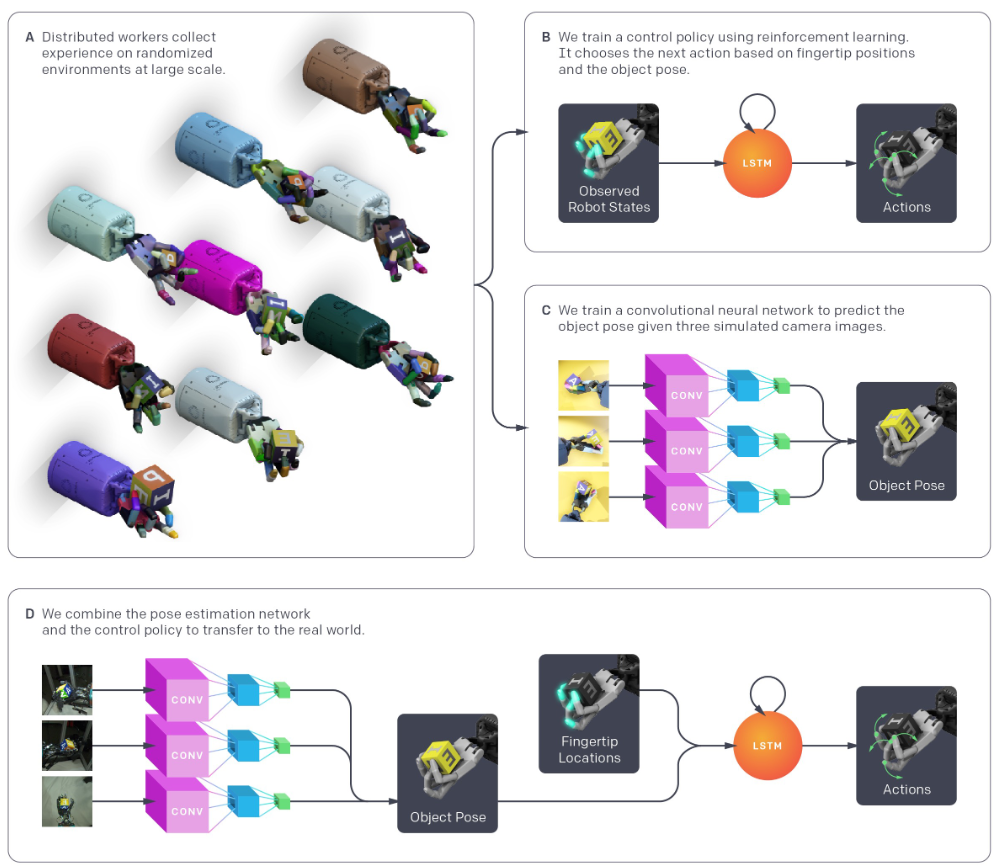 A Distributed workers collect
experience on randomized
environments at large scale.
B We train a control policy using reinforcement learning.
It chooses the next action based on fingertip positions
and the object pose.
Observed
Robot States
LSTM
Actions
C We train a convolutional neural network to predict the
object pose given three simulated camera images.
CONV
CONV
CONV
Object Pose
D We combine the pose estimation network
and the control policy to transfer to the real world.
CONV
CONV
CONV
Object Pose
Fingertip
Locations
LSTM
Actions